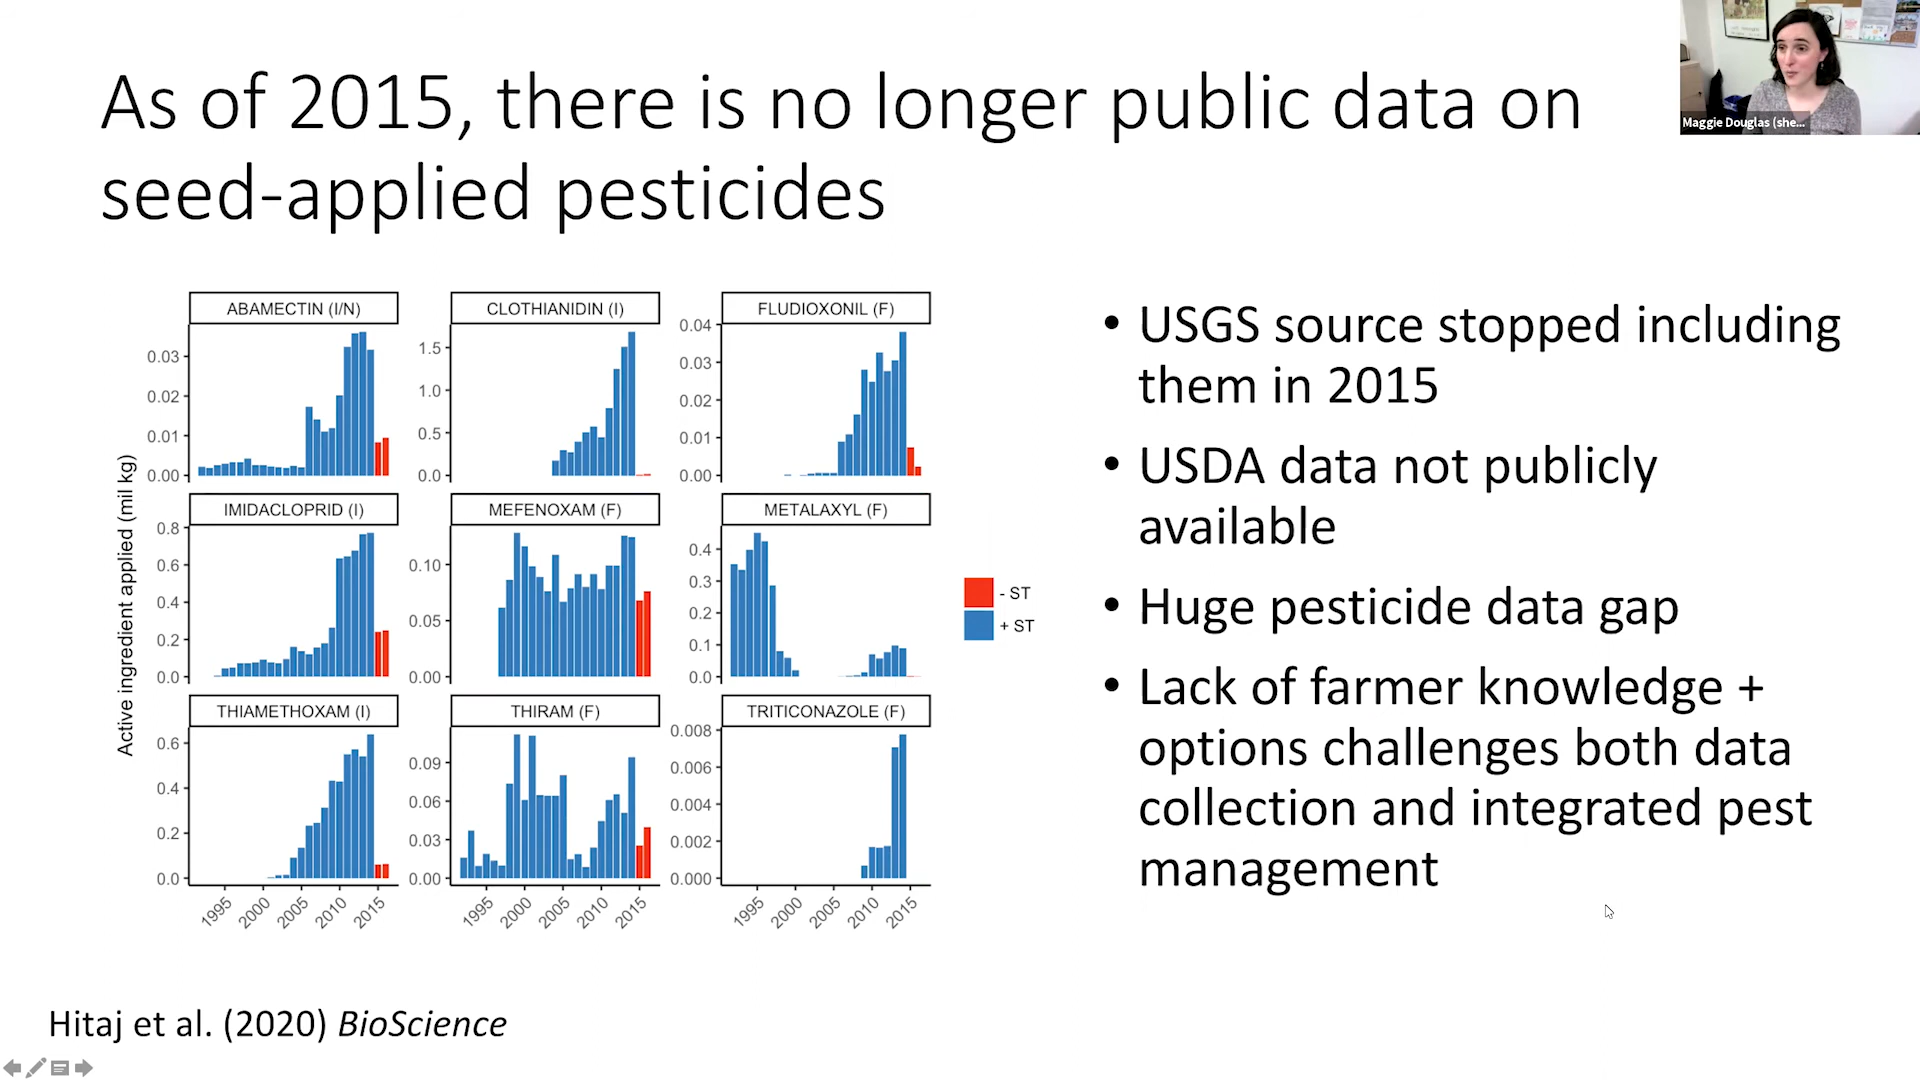 As of 2015, there is no longer public data on
seed-applied pesticides
Maggie Douglas (she...
ABAMECTIN (I/N)
CLOTHIANIDIN (I)
FLUDIOXONIL (F)
0.03
0.02
0.01
0.00
1.5
1.0
0.5
0.0
0.04
0.03
0.02
0.01
0.00
IMIDACLOPRID (I)
MEFENOXAM (F)
METALAXYL (F)
0.8
0.6
0.4
0.2
0.0
0.10
0.05
0.00
0.4
0.3
0.2
0.1
0.0
THIAMETHOXAM (I)
THIRAM (F)
TRITICONAZOLE (F)
0.6
0.4
0.2
0.0
0.09
0.06
0.03
0.00
0.008
0.006
0.004
0.002
0.000
1995 2000 2005 2010 2015
1995 2000 2005 2010 2015
1995 2000 2005 2010 2015
Active ingredient applied (mil kg)
- ST
+ ST
• USGS source stopped including
them in 2015
• USDA data not publicly
available
• Huge pesticide data gap
• Lack of farmer knowledge +
options challenges both data
collection and integrated pest
management
Hitaj et al. (2020) BioScience